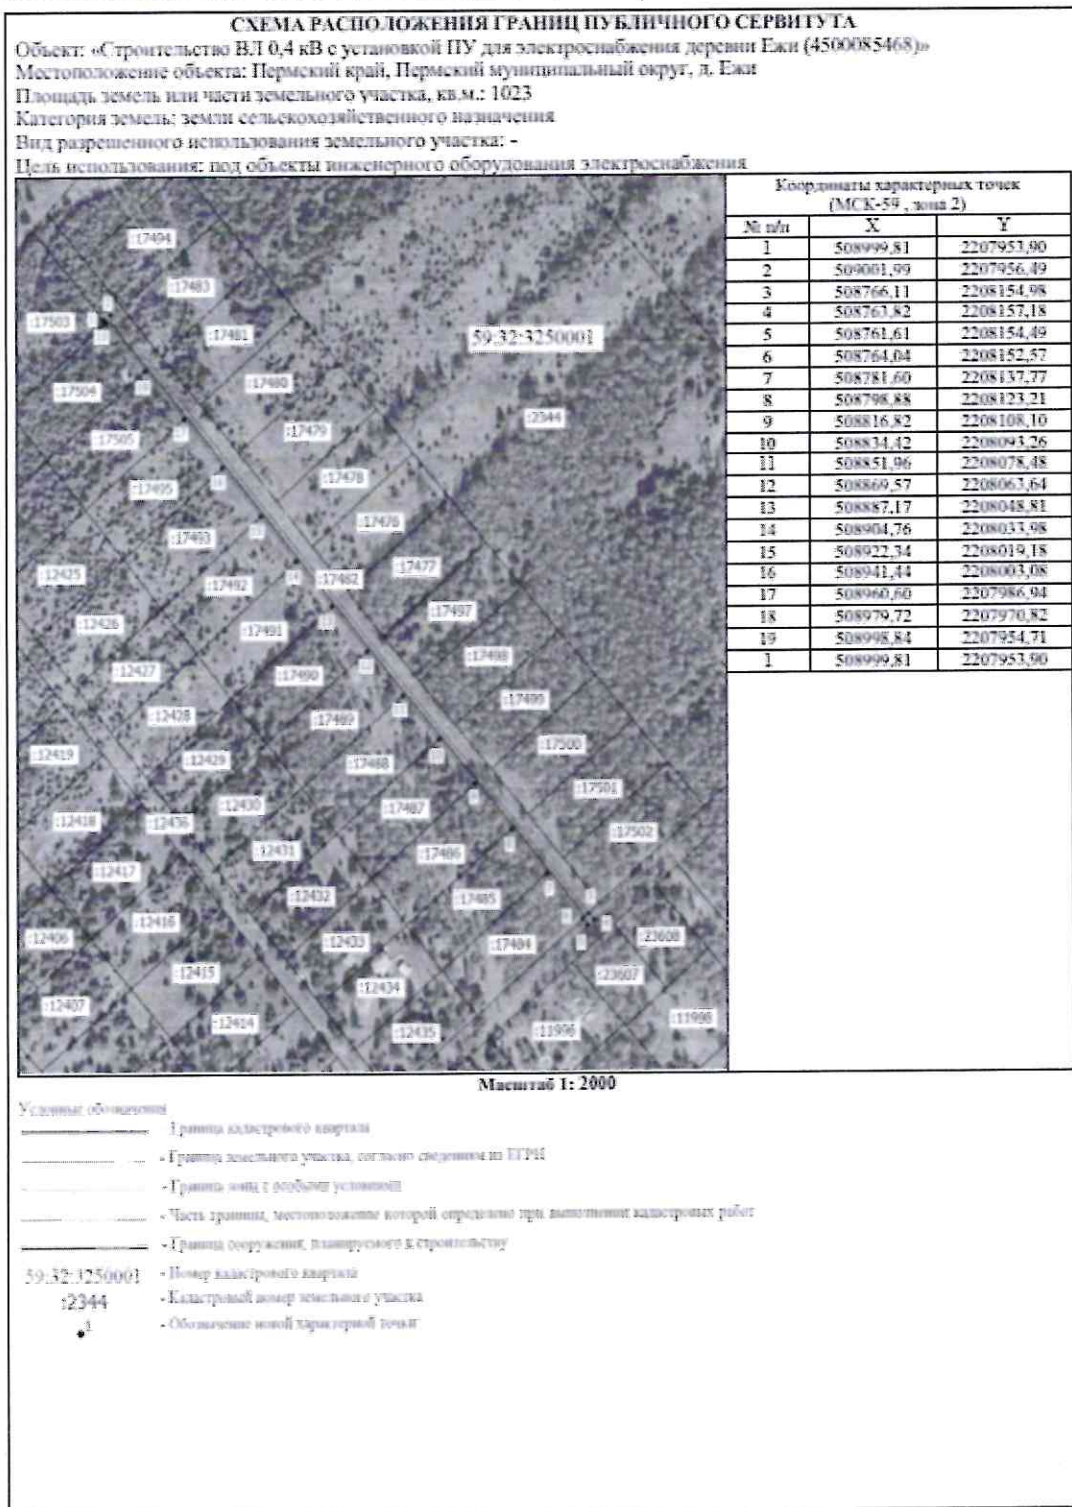 СХЕМА РАСПОЛОЖЕНИЯ ГРАНИЦ ПУБЛИЧНОГО СЕРВИТУТА
Объект: «Строительство ВЛ 0,4 кВ с установкой ПУ для электроснабжения деревни Ежи (4500085468)»
Местоположение объекта: Пермский край, Пермский муниципальный округ, д. Ежи
Площадь земель или части земельного участка, кв.м.: 1023
Категория земель: земли сельскохозяйственного назначения
Вид разрешенного использования земельного участка: -
Цель использования: под объекты инженерного оборудования электроснабжения
Координаты характерных точек
(МСК-59 , зона 2)
№ п/п X Y
1 508999,81 2207953,90
2 509001,99 2207956,49
3 508766,11 2208154,98
4 508763,82 2208157,18
5 508761,61 2208154,49
6 508764,04 2208152,57
7 508781,60 2208137,77
8 508798,88 2208123,21
9 508816,82 2208108,10
10 508834,42 2208093,26
11 508851,96 2208078,48
12 508869,57 2208063,64
13 508887,17 2208048,81
14 508904,76 2208033,98
15 508922,34 2208019,18
16 508941,44 2208003,08
17 508960,60 2207986,94
18 508979,72 2207970,82
19 508998,84 2207954,71
1 508999,81 2207953,90
:17494
:17483
:17503
:17481
59:32:3250001
:17504
:17480
:2344
:17505
:17479
:17495
:17478
:17476
:17493
:17477
:12425
:17492
:17482
:17497
:12426
:17491
:17498
:12427
:17490
:17499
:12428
:17489
:17500
:12419
:12429
:17488
:17501
:12430
:17487
:12418
:12436
:17502
:12431
:17486
:12417
:12432
:17485
:12416
:12406
:12433
:17484
:23608
:12415
:23607
:12434
:12407
:12414
:12435
:11996
:11998
Масштаб 1: 2000
Условные обозначения
- Граница кадастрового квартала
- Граница земельного участка, согласно сведениям из ЕГРН
- Граница зоны с особыми условиями
- Часть границы, местоположение которой определено при выполнении кадастровых работ
- Граница сооружения, планируемого к строительству
59:32:3250001 - Номер кадастрового квартала
:2344 - Кадастровый номер земельного участка
1 - Обозначение новой характерной точки